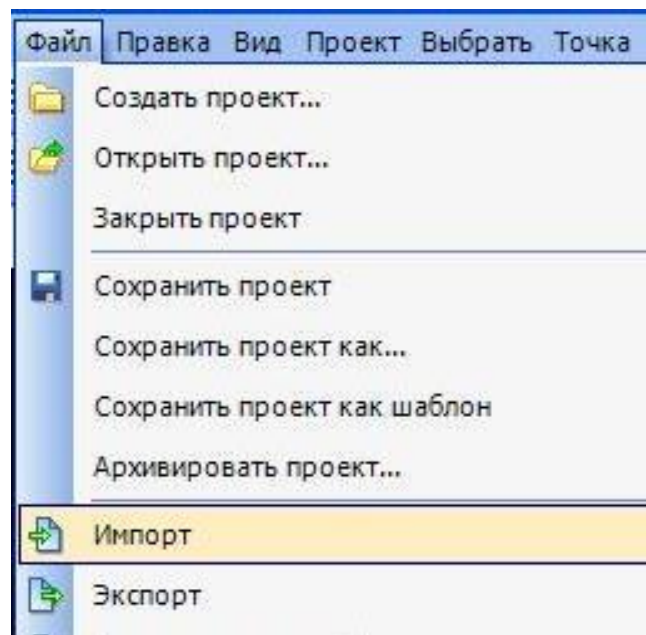 Файл Правка Вид Проект Выбрать Точка
Создать проект...
Открыть проект...
Закрыть проект
Сохранить проект
Сохранить проект как...
Сохранить проект как шаблон
Архивировать проект...
Импорт
Экспорт